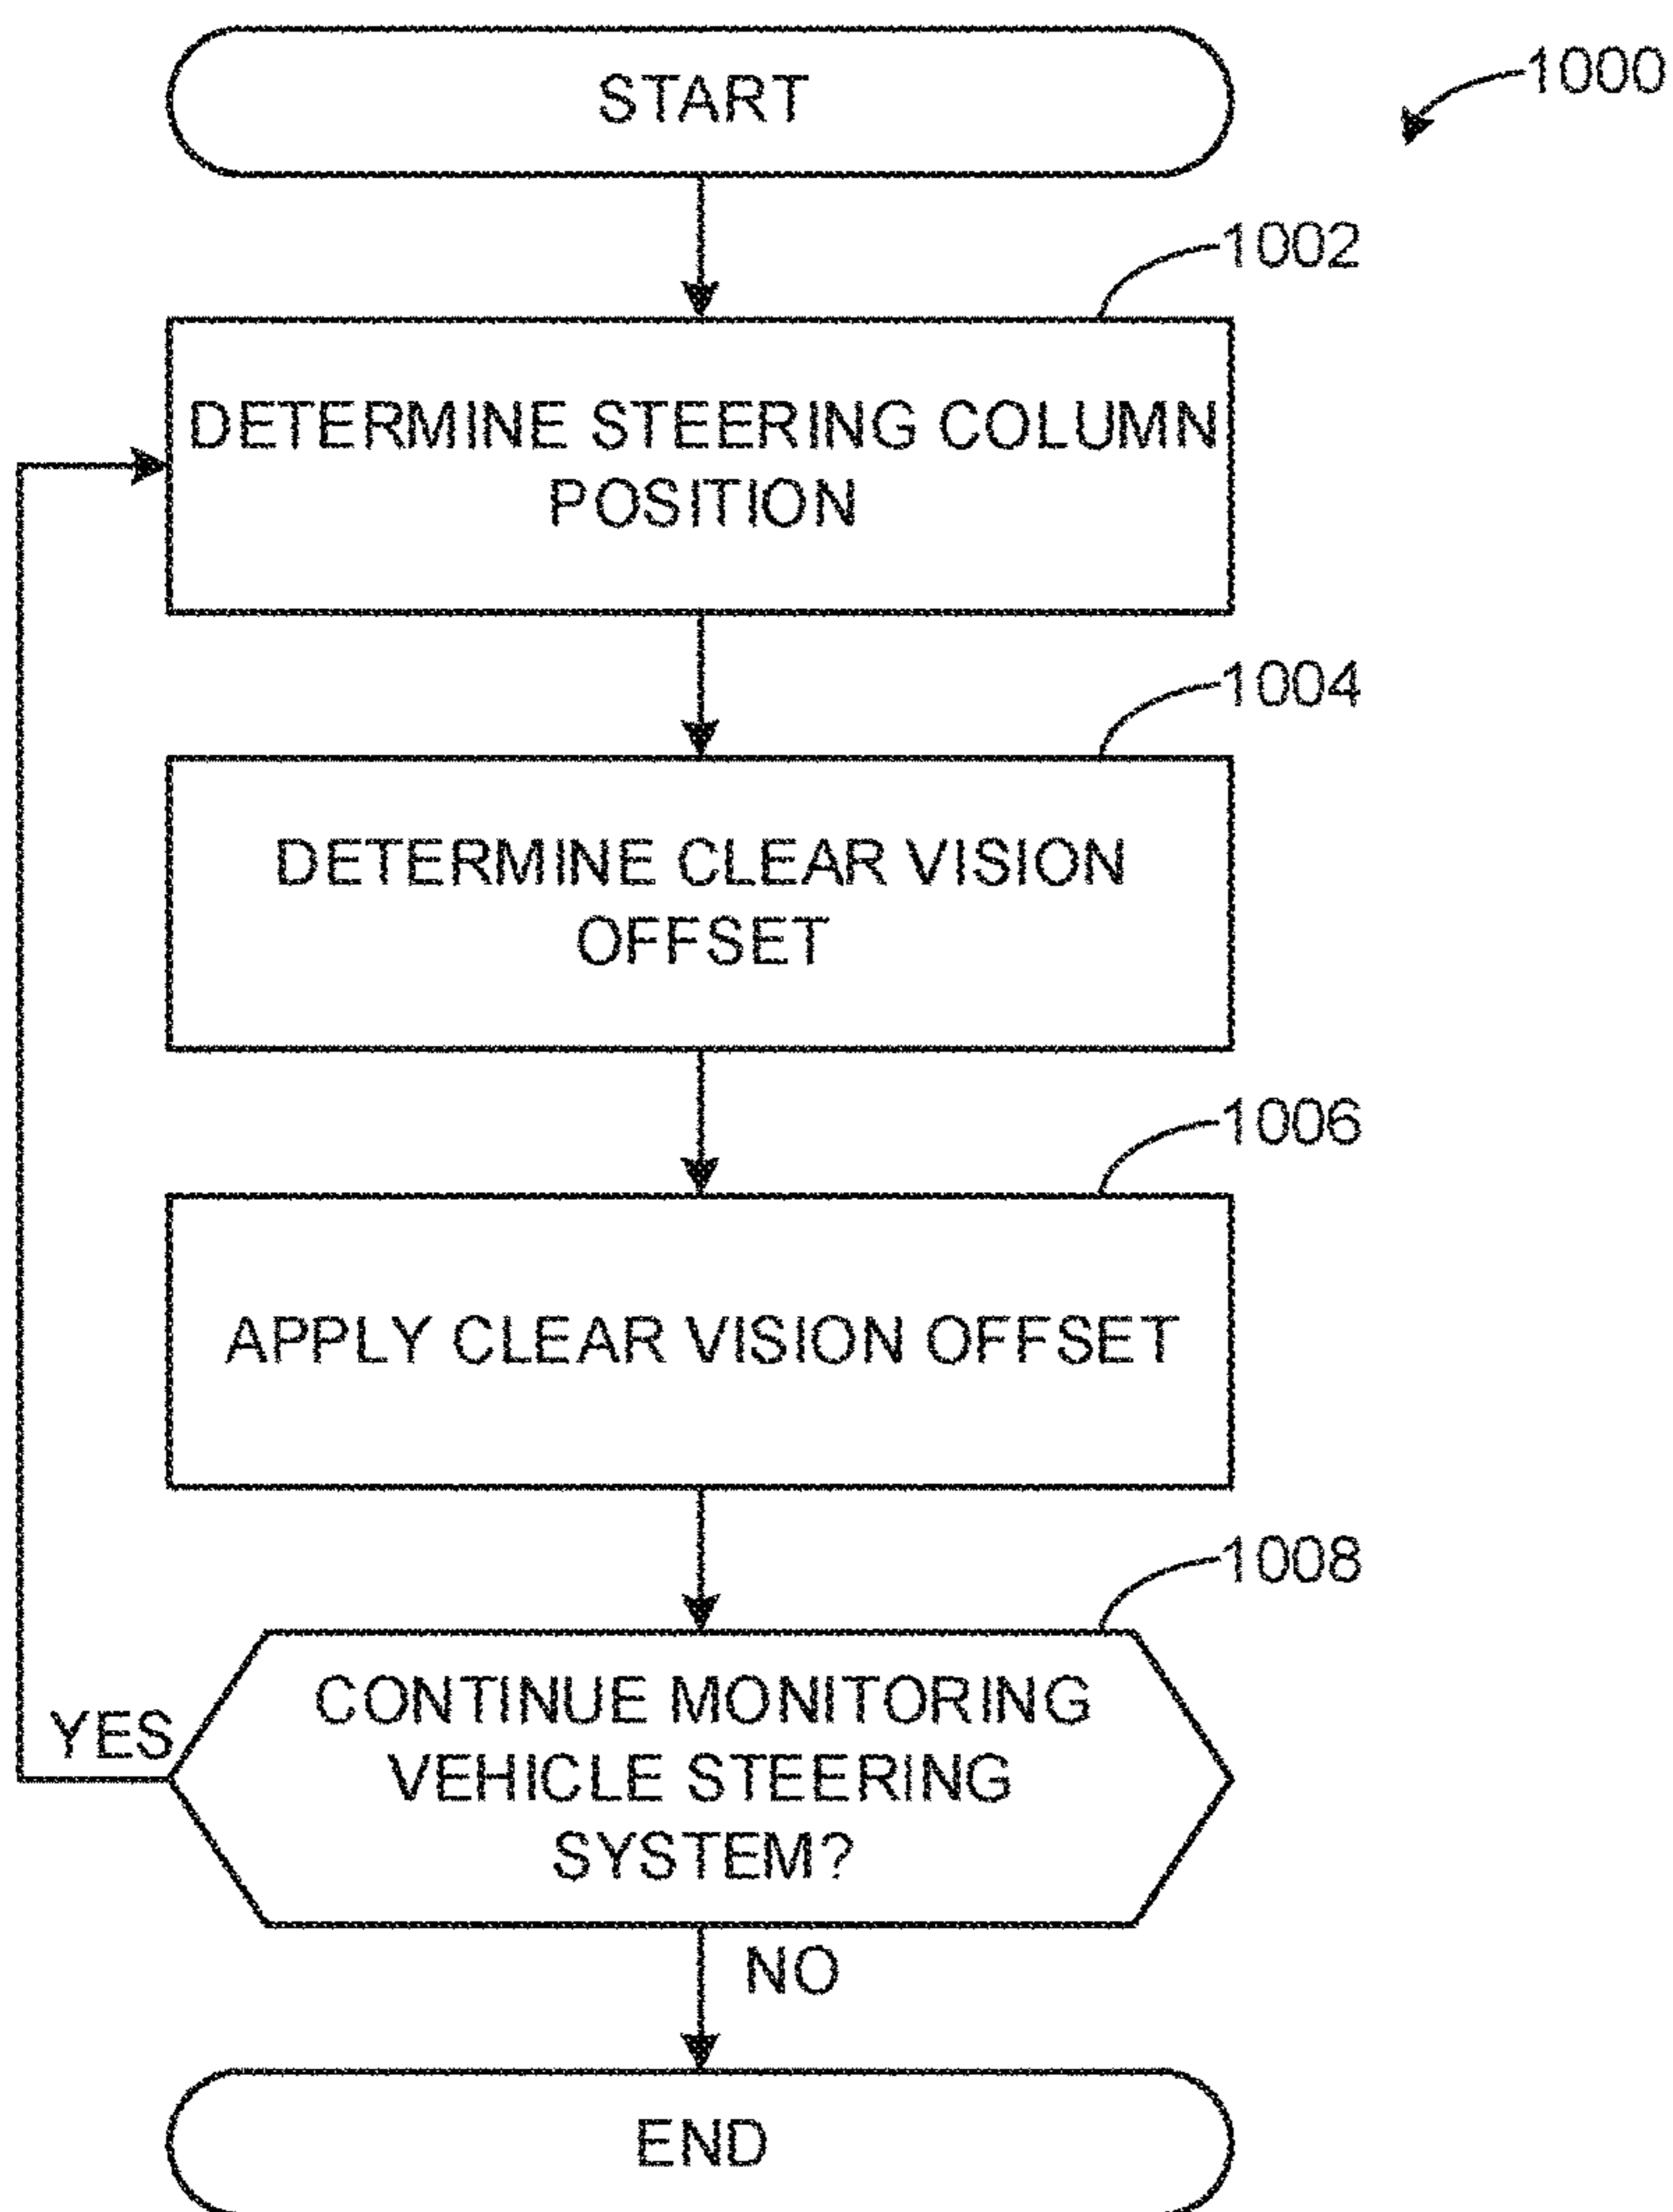 START
1000
1002
DETERMINE STEERING COLUMN
POSITION
1004
DETERMINE CLEAR VISION
OFFSET
1006
APPLY CLEAR VISION OFFSET
1008
CONTINUE MONITORING
VEHICLE STEERING
SYSTEM?
YES
NO
END